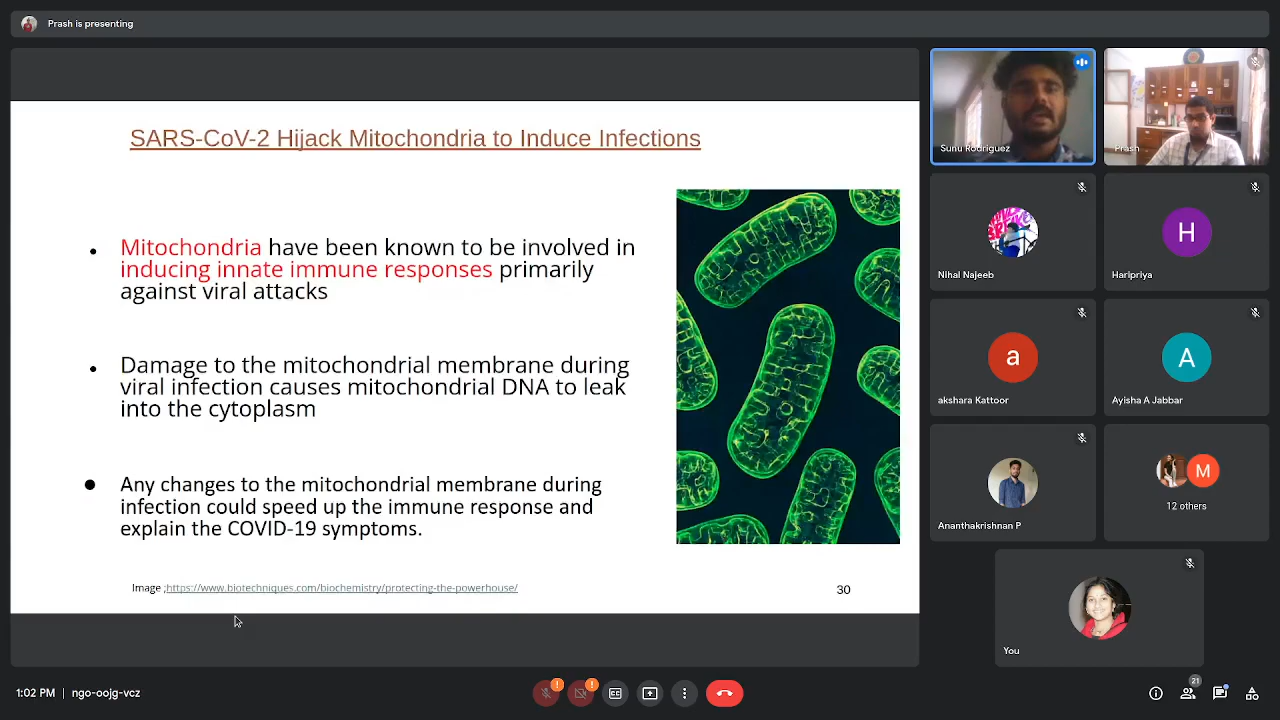 Prash is presenting
SARS-CoV-2 Hijack Mitochondria to Induce Infections
• Mitochondria have been known to be involved in
inducing innate immune responses primarily
against viral attacks
• Damage to the mitochondrial membrane during
viral infection causes mitochondrial DNA to leak
into the cytoplasm
● Any changes to the mitochondrial membrane during
infection could speed up the immune response and
explain the COVID-19 symptoms.
Image ;https://www.biotechniques.com/biochemistry/protecting-the-powerhouse/
30
Sunu Rodriguez
Prash
Nihal Najeeb
H
Haripriya
a
akshara Kattoor
A
Ayisha A Jabbar
Ananthakrishnan P
M
12 others
You
1:02 PM | ngo-oojg-vcz
!
!
21